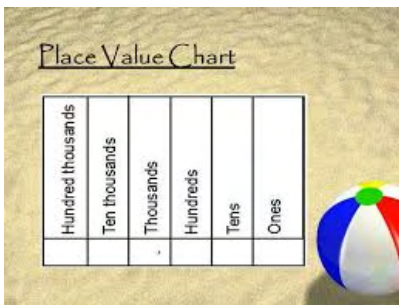 Place Value Chart
Hundred thousands
Ten thousands
Thousands
Hundreds
Tens
Ones
,